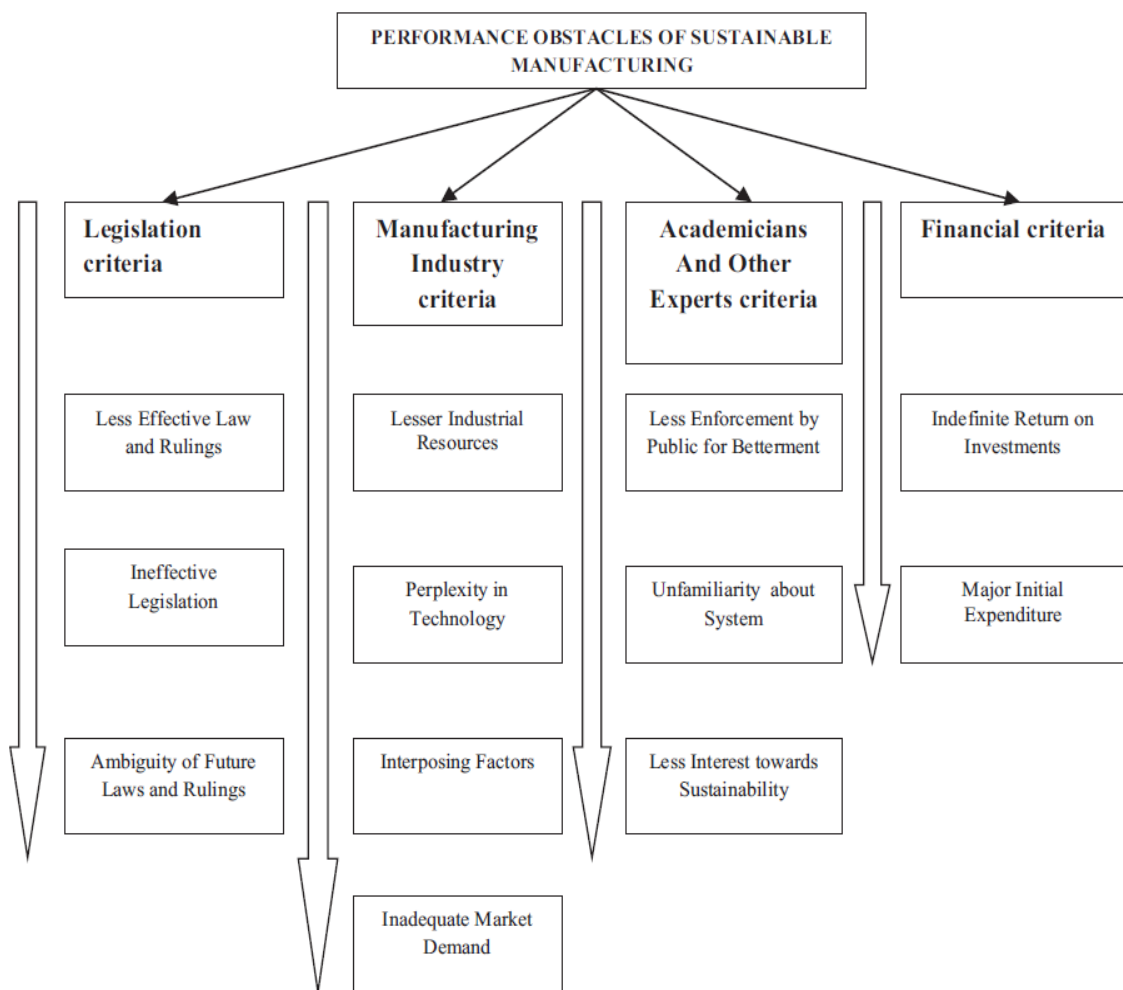 PERFORMANCE OBSTACLES OF SUSTAINABLE
MANUFACTURING
Legislation
criteria
Less Effective Law
and Rulings
Ineffective
Legislation
Ambiguity of Future
Laws and Rulings
Manufacturing
Industry
criteria
Lesser Industrial
Resources
Perplexity in
Technology
Interposing Factors
Inadequate Market
Demand
Academicians
And Other
Experts criteria
Less Enforcement by
Public for Betterment
Unfamiliarity about
System
Less Interest towards
Sustainability
Financial criteria
Indefinite Return on
Investments
Major Initial
Expenditure